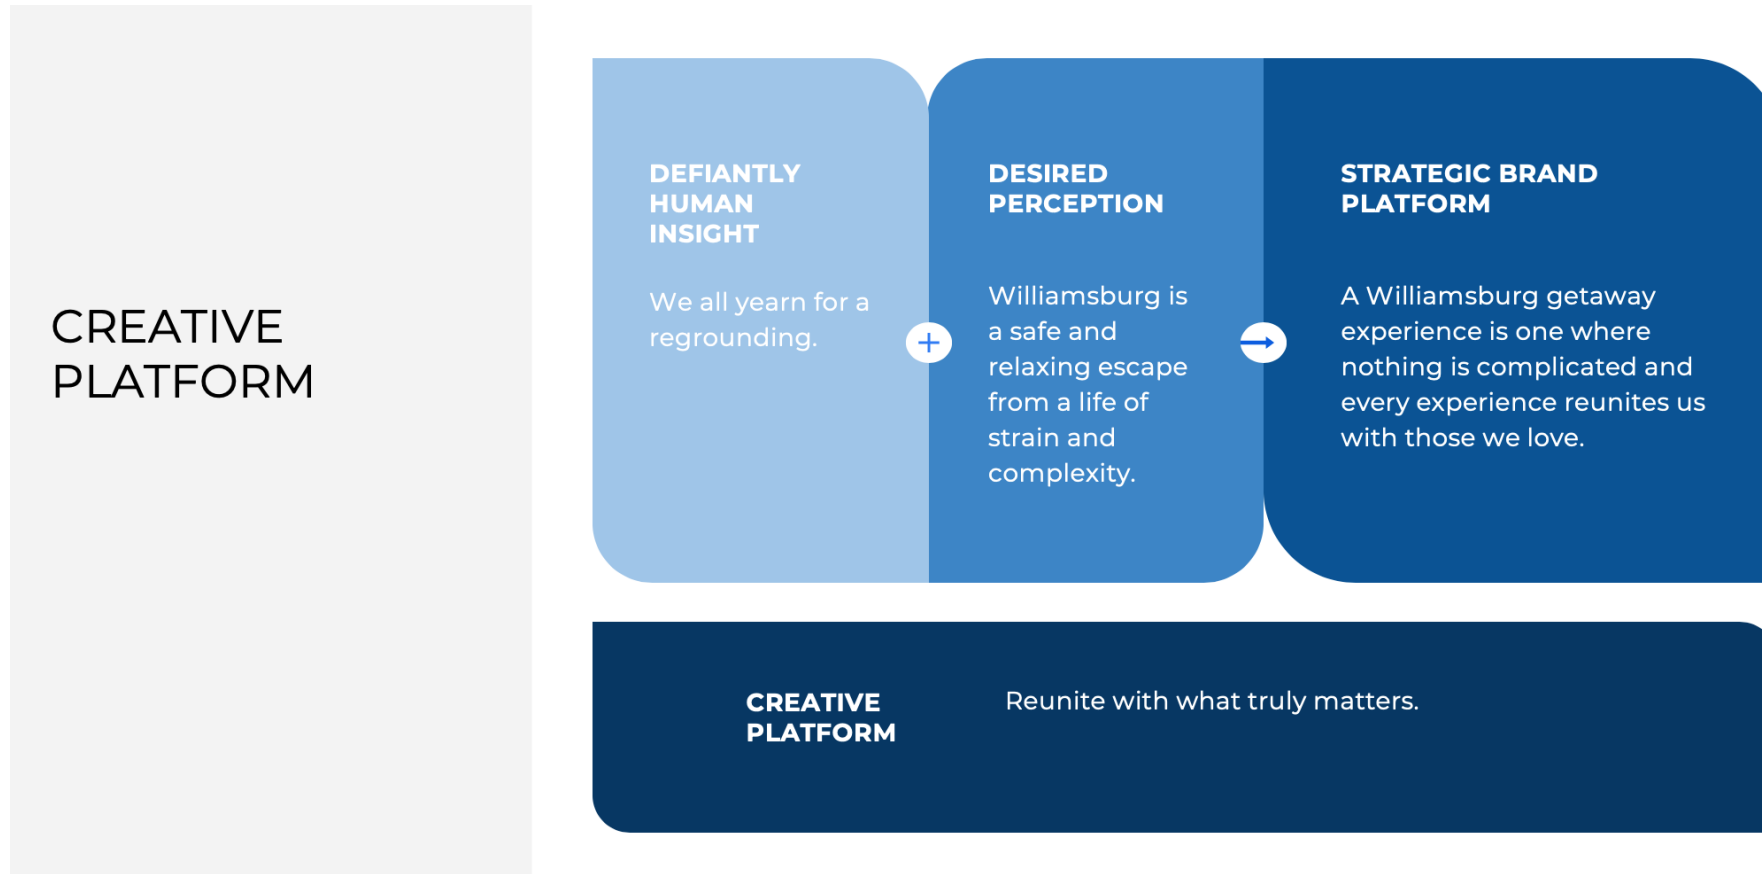 CREATIVE
PLATFORM
DEFIANTLY
HUMAN
INSIGHT
We all yearn for a
regrounding.
+
DESIRED
PERCEPTION
Williamsburg is
a safe and
relaxing escape
from a life of
strain and
complexity.
STRATEGIC BRAND
PLATFORM
A Williamsburg getaway
experience is one where
nothing is complicated and
every experience reunites us
with those we love.
CREATIVE
PLATFORM
Reunite with what truly matters.